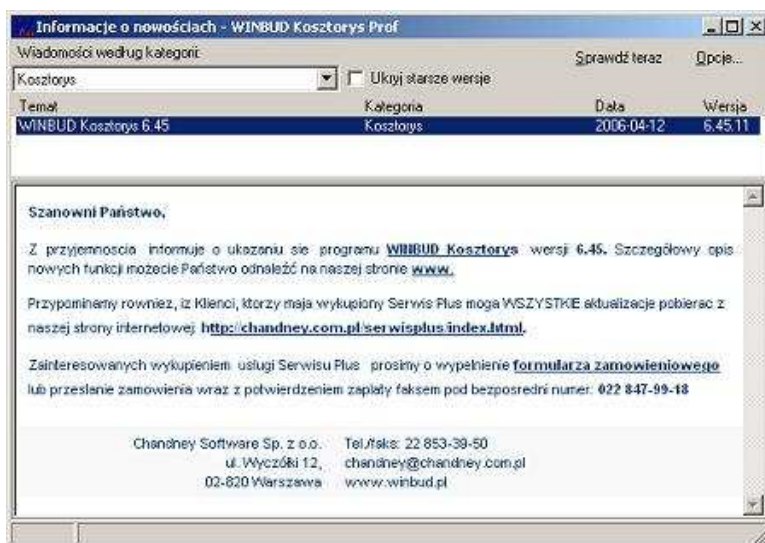 Informacje o nowościach - WINBUD Kosztorys Prof
Wiadomości według kategorii:
Sprawdź teraz Opcje...
Kosztorys Ukryj starsze wersje
Temat Kategoria Data Wersja
WINBUD Kosztorys 6.45 Kosztorys 2006-04-12 6.45.11
Szanowni Państwo,
Z przyjemnoscia informuje o ukazaniu sie programu WINBUD Kosztorys wersji 6.45. Szczegółowy opis
nowych funkcji możecie Państwo odnaleźć na naszej stronie www.
Przypominamy rowniez, iz Klienci, ktorzy maja wykupiony Serwis Plus moga WSZYSTKIE aktualizacje pobierac z
naszej strony internetowej: http://chandney.com.pl/serwisplus/index.html.
Zainteresowanych wykupieniem uslugi Serwisu Plus prosimy o wypelnienie formularza zamowieniowego
lub przeslanie zamowienia wraz z potwierdzeniem zaplaty faksem pod bezposredni numer: 022 847-99-18
Chandney Software Sp. z o.o. Tel./faks: 22 853-39-50
ul. Wyczółki 12, chandney@chandney.com.pl
02-820 Warszawa www.winbud.pl